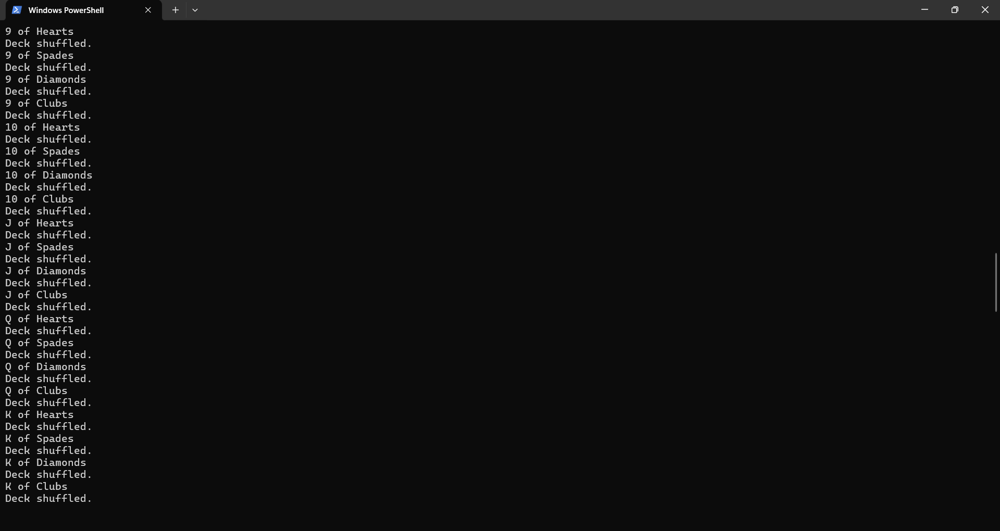 Windows PowerShell
9 of Hearts
Deck shuffled.
9 of Spades
Deck shuffled.
9 of Diamonds
Deck shuffled.
9 of Clubs
Deck shuffled.
10 of Hearts
Deck shuffled.
10 of Spades
Deck shuffled.
10 of Diamonds
Deck shuffled.
10 of Clubs
Deck shuffled.
J of Hearts
Deck shuffled.
J of Spades
Deck shuffled.
J of Diamonds
Deck shuffled.
J of Clubs
Deck shuffled.
Q of Hearts
Deck shuffled.
Q of Spades
Deck shuffled.
Q of Diamonds
Deck shuffled.
Q of Clubs
Deck shuffled.
K of Hearts
Deck shuffled.
K of Spades
Deck shuffled.
K of Diamonds
Deck shuffled.
K of Clubs
Deck shuffled.